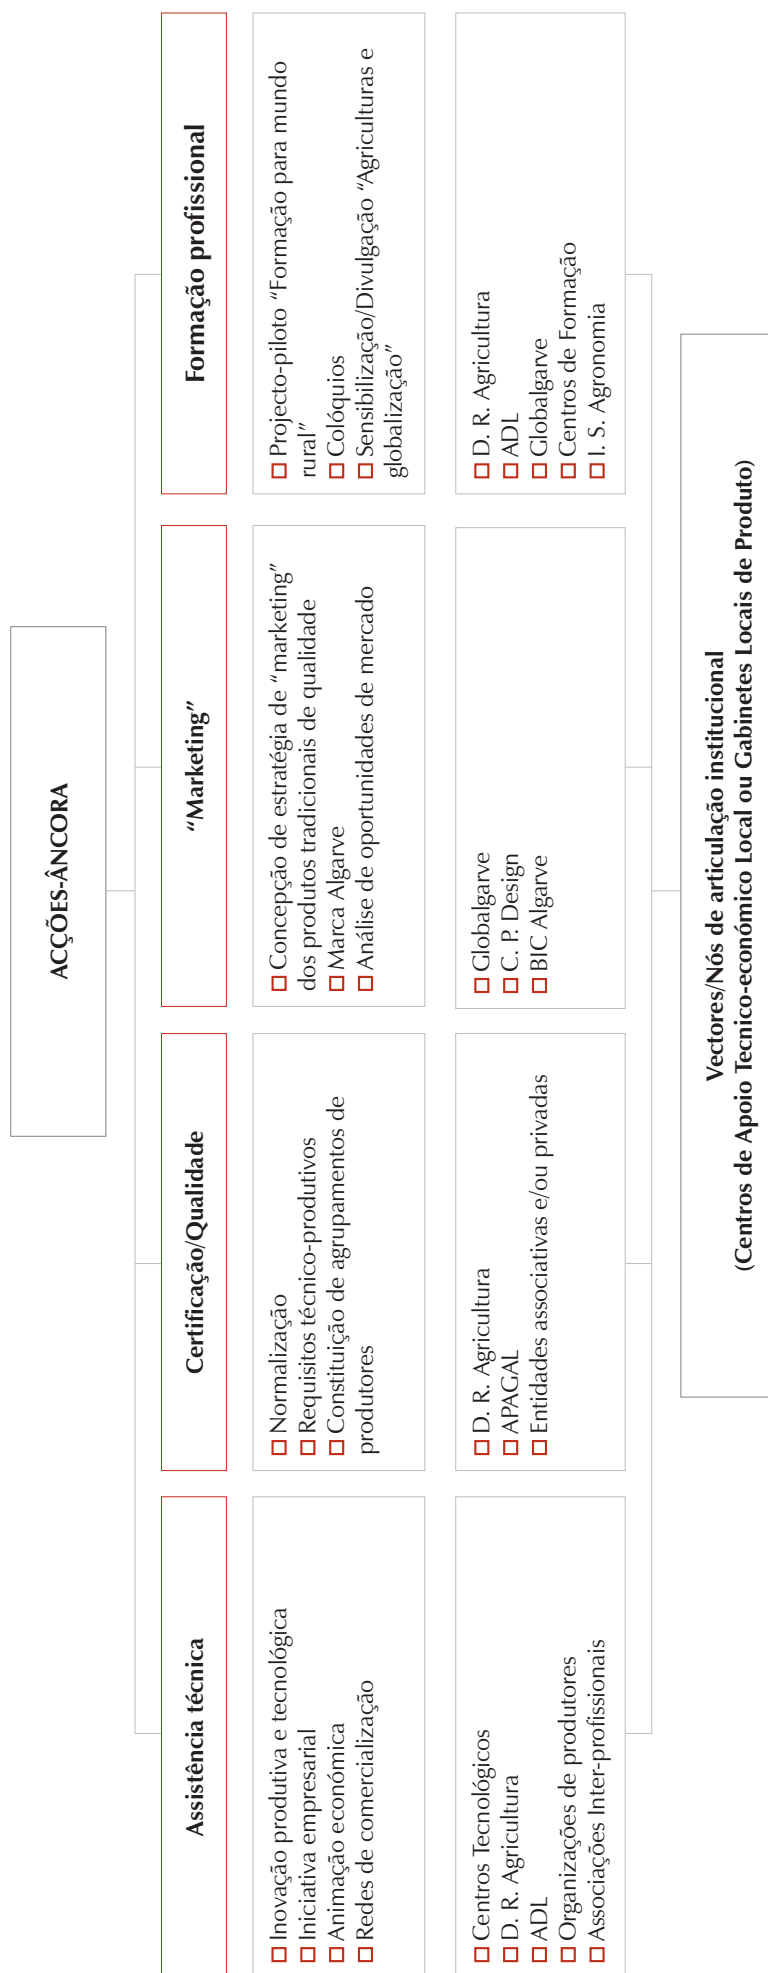 ACÇÕES-ÂNCORA
Assistência técnica
Inovação produtiva e tecnológica
Iniciativa empresarial
Animação económica
Redes de comercialização
Centros Tecnológicos
D. R. Agricultura
ADL
Organizações de produtores
Associações Inter-profissionais
Certificação/Qualidade
Normalização
Requisitos técnico-produtivos
Constituição de agrupamentos de
produtores
D. R. Agricultura
APAGAL
Entidades associativas e/ou privadas
“Marketing”
Concepção de estratégia de “marketing”
dos produtos tradicionais de qualidade
Marca Algarve
Análise de oportunidades de mercado
Globalgarve
C. P. Design
BIC Algarve
Formação profissional
Projecto-piloto “Formação para mundo
rural”
Colóquios
Sensibilização/Divulgação “Agriculturas e
globalização”
D. R. Agricultura
ADL
Globalgarve
Centros de Formação
I. S. Agronomia
Vectores/Nós de articulação institucional
(Centros de Apoio Tecnico-económico Local ou Gabinetes Locais de Produto)